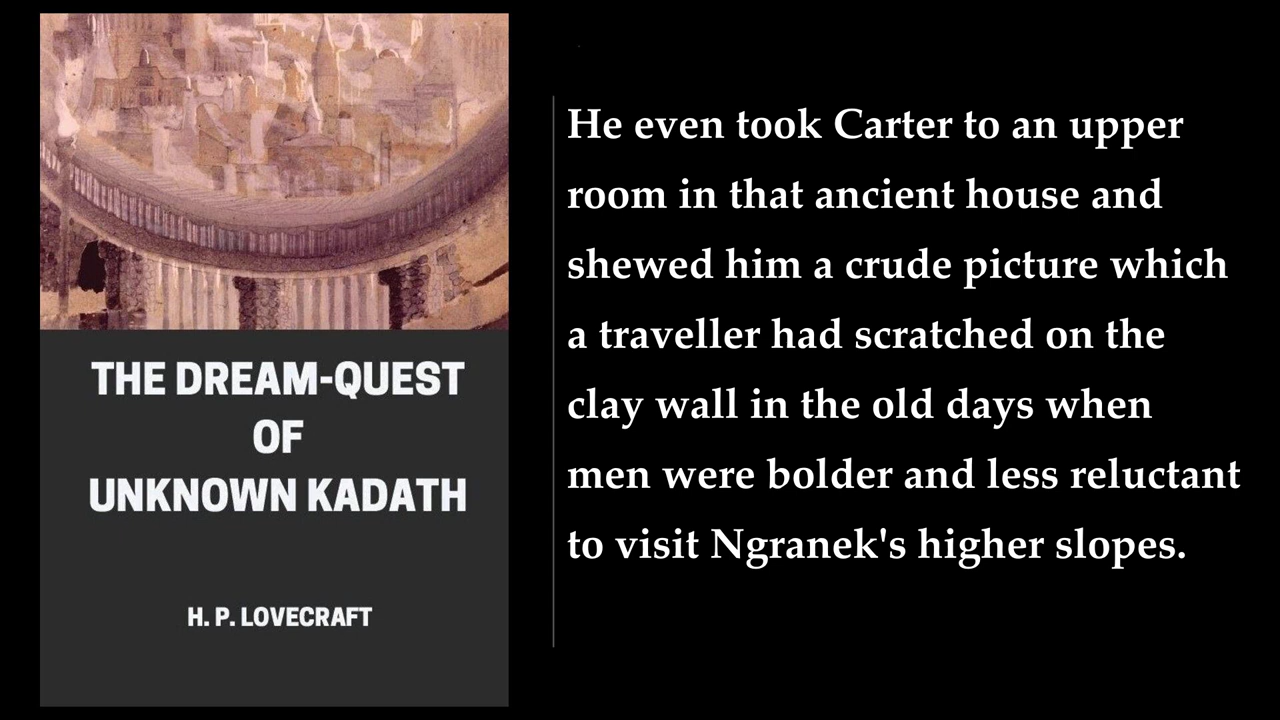 THE DREAM-QUEST
OF
UNKNOWN KADATH
H. P. LOVECRAFT
He even took Carter to an upper
room in that ancient house and
shewed him a crude picture which
a traveller had scratched on the
clay wall in the old days when
men were bolder and less reluctant
to visit Ngranek's higher slopes.